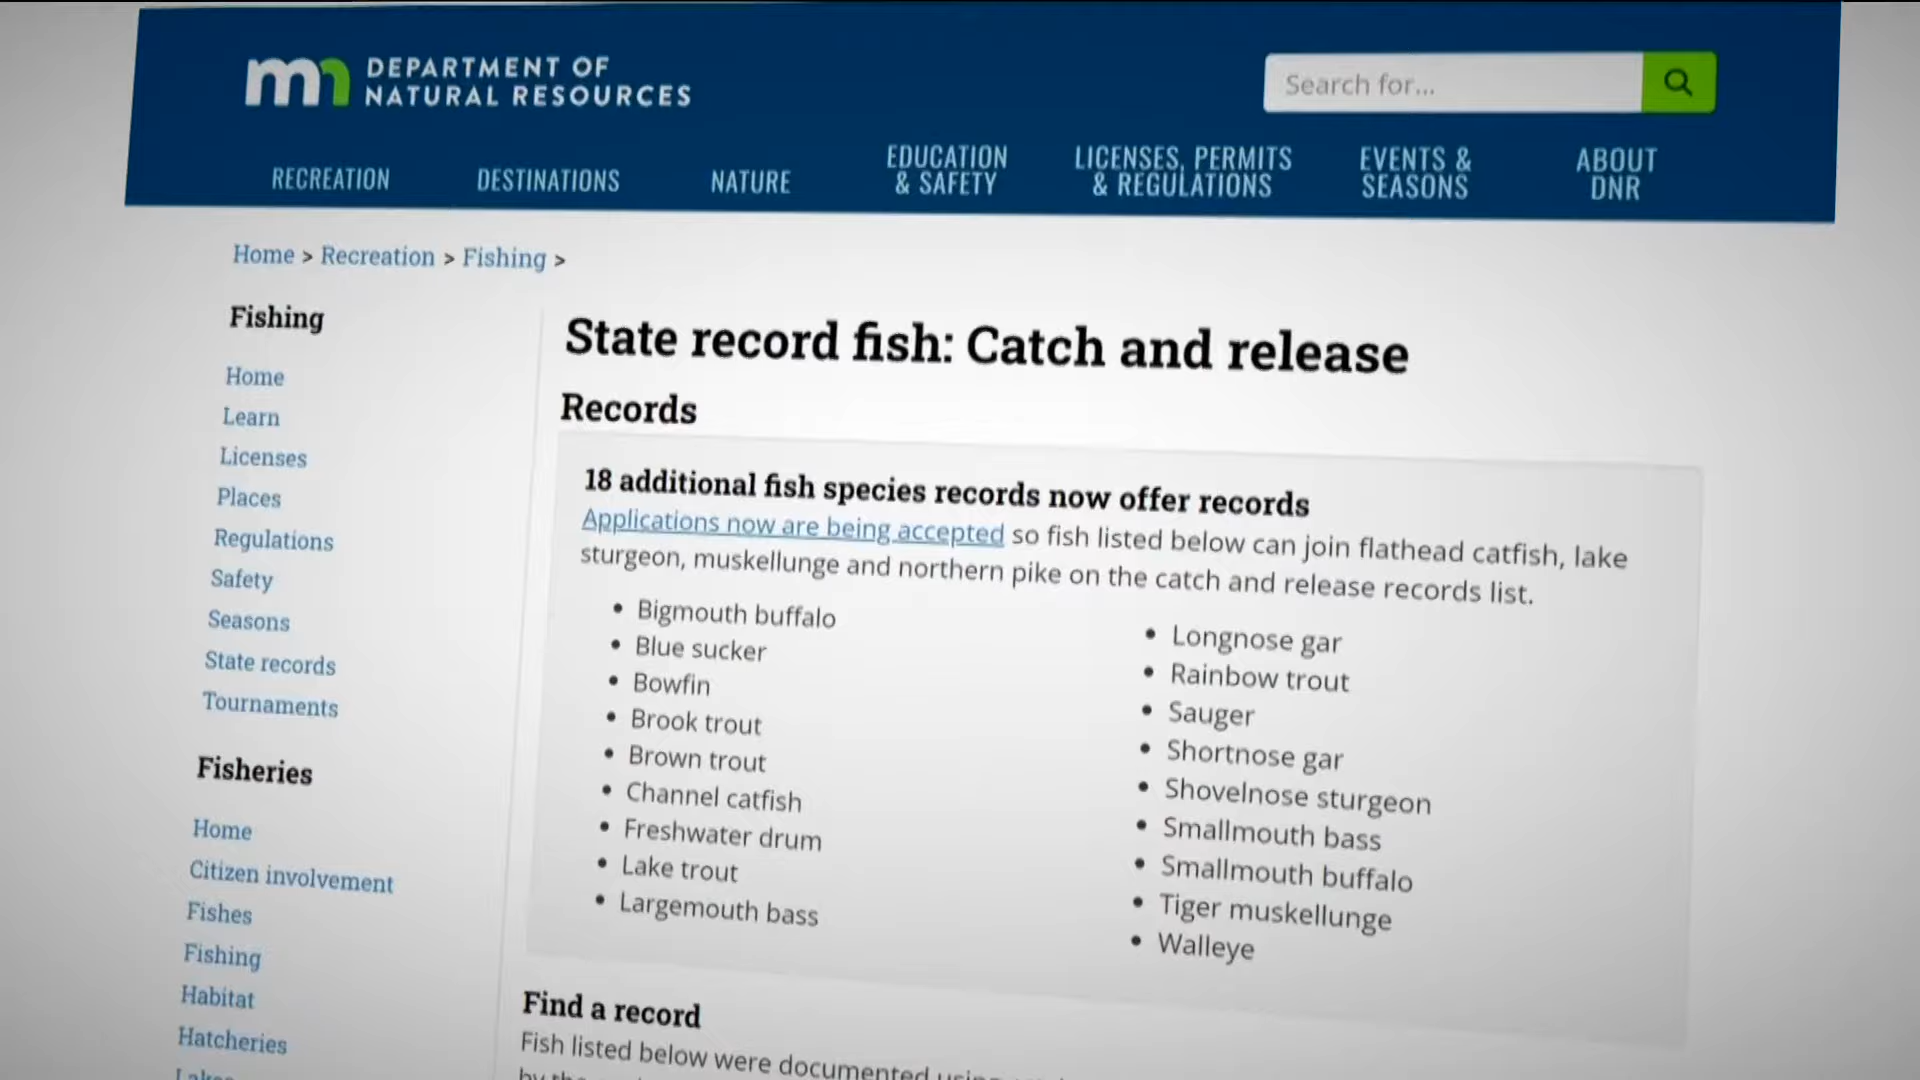 mn DEPARTMENT OF
NATURAL RESOURCES
Search for...
RECREATION
DESTINATIONS
NATURE
EDUCATION
& SAFETY
LICENSES, PERMITS
& REGULATIONS
EVENTS &
SEASONS
ABOUT
DNR
Home > Recreation > Fishing >
Fishing
Home
Learn
Licenses
Places
Regulations
Safety
Seasons
State records
Tournaments
Fisheries
Home
Citizen involvement
Fishes
Fishing
Habitat
Hatcheries
Lakes
State record fish: Catch and release
Records
18 additional fish species records now offer records
Applications now are being accepted so fish listed below can join flathead catfish, lake
sturgeon, muskellunge and northern pike on the catch and release records list.
• Bigmouth buffalo
• Blue sucker
• Bowfin
• Brook trout
• Brown trout
• Channel catfish
• Freshwater drum
• Lake trout
• Largemouth bass
• Longnose gar
• Rainbow trout
• Sauger
• Shortnose gar
• Shovelnose sturgeon
• Smallmouth bass
• Smallmouth buffalo
• Tiger muskellunge
• Walleye
Find a record
Fish listed below were documented using
by the